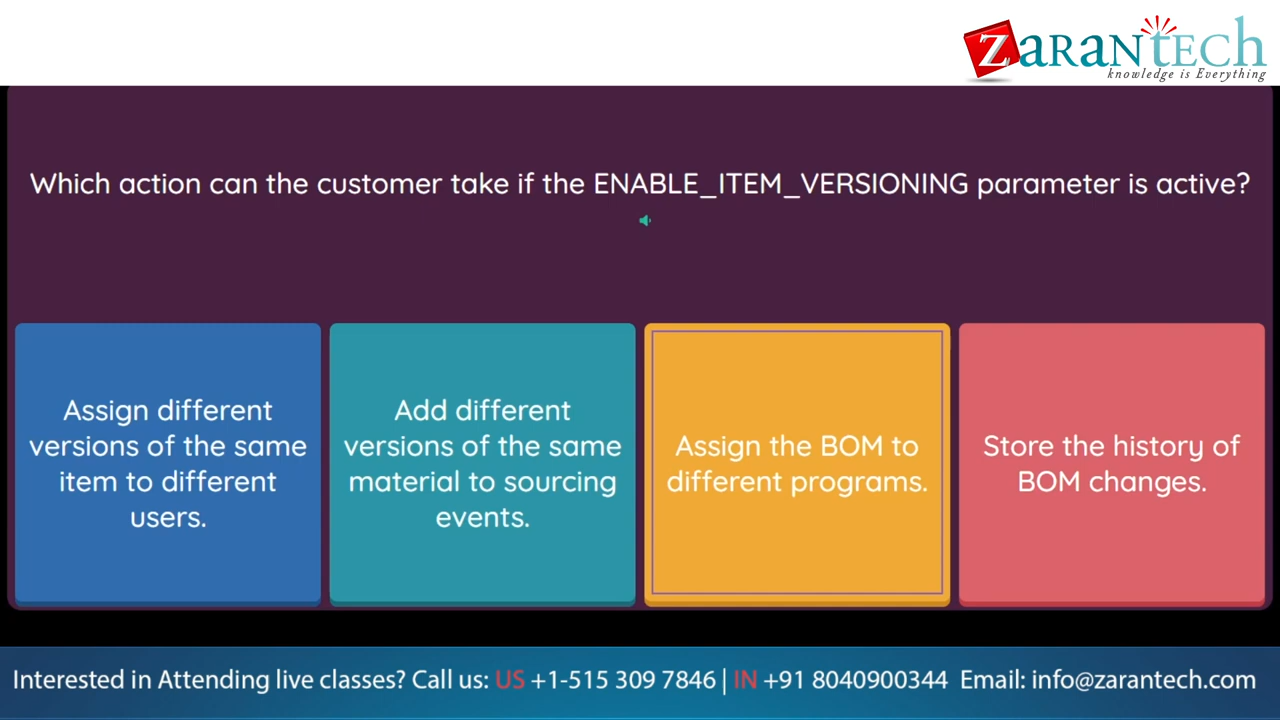 ZARANTECH
knowledge is Everything
Which action can the customer take if the ENABLE_ITEM_VERSIONING parameter is active?
Assign different
versions of the same
item to different
users.
Add different
versions of the same
material to sourcing
events.
Assign the BOM to
different programs.
Store the history of
BOM changes.
Interested in Attending live classes? Call us: US +1-515 309 7846 | IN +91 8040900344 Email: info@zarantech.com